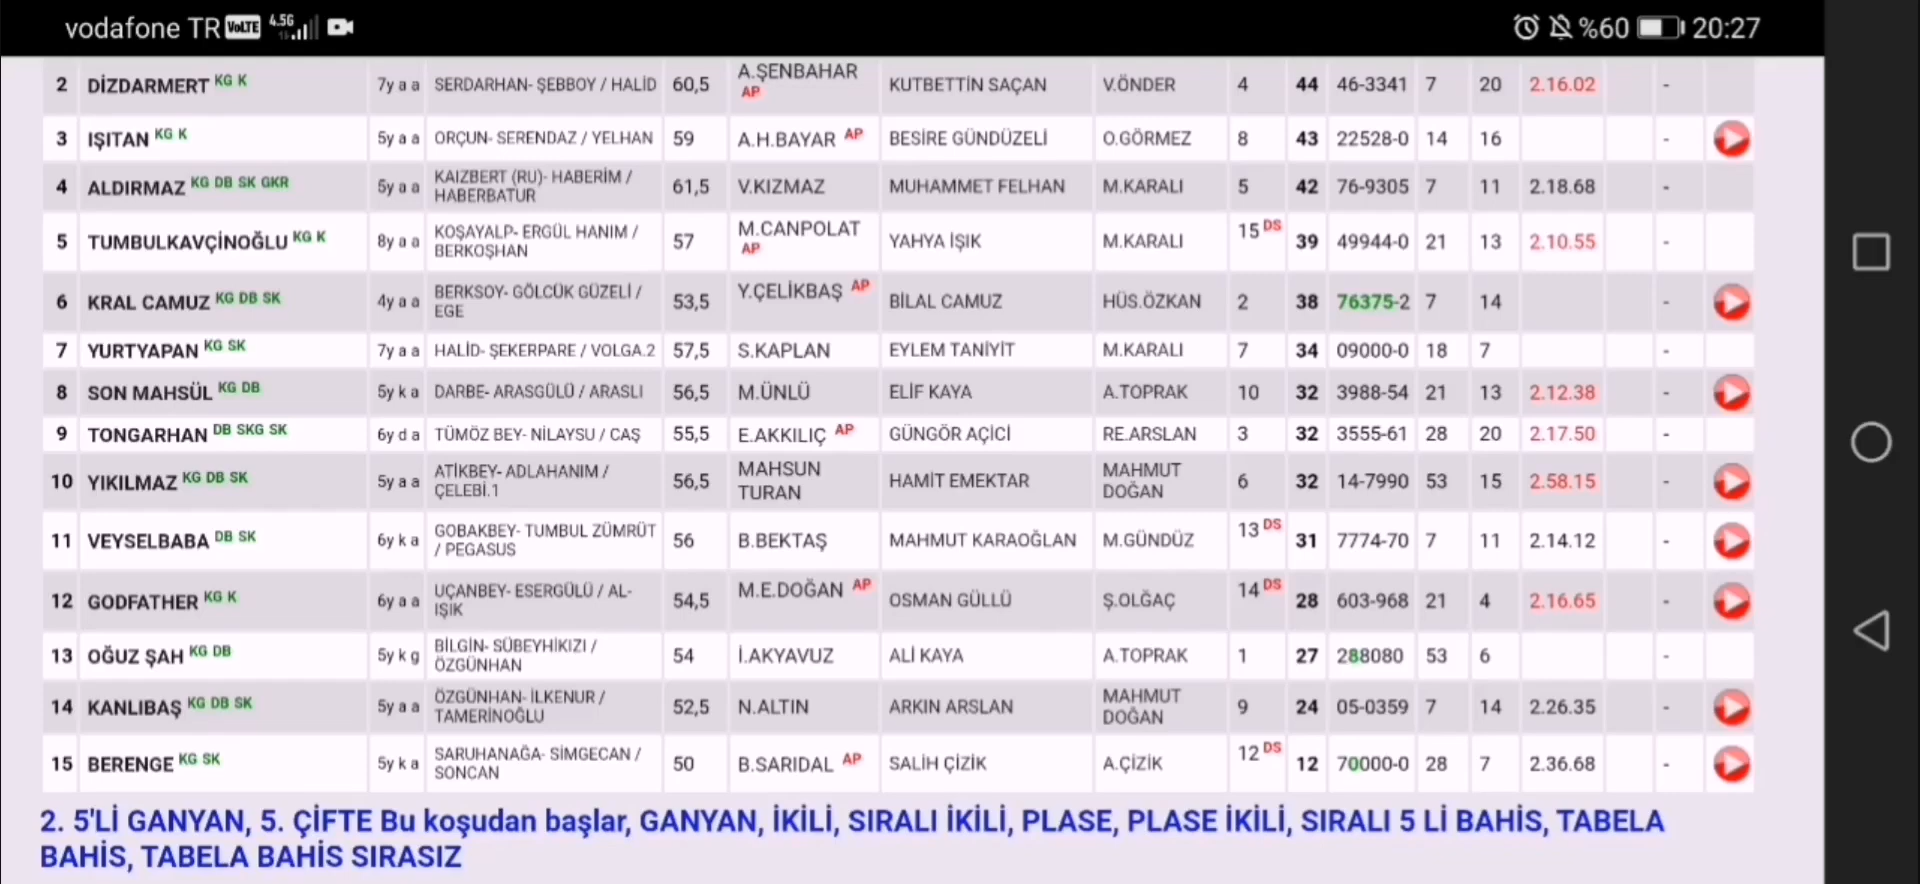 vodafone TR VoLTE 4.5G %60 20:27
2 DİZDARMERT KG K 7y a a SERDARHAN- ŞEBBOY / HALİD 60,5 A.ŞENBAHAR AP KUTBETTİN SAÇAN V.ÖNDER 4 44 46-3341 7 20 2.16.02 -
3 IŞITAN KG K 5y a a ORÇUN- SERENDAZ / YELHAN 59 A.H.BAYAR AP BESİRE GÜNDÜZELİ O.GÖRMEZ 8 43 22528-0 14 16 -
4 ALDIRMAZ KG DB SK GKR 5y a a KAIZBERT (RU)- HABERİM / HABERBATUR 61,5 V.KIZMAZ MUHAMMET FELHAN M.KARALI 5 42 76-9305 7 11 2.18.68 -
5 TUMBULKAVÇİNOĞLU KG K 8y a a KOŞAYALP- ERGÜL HANIM / BERKOŞHAN 57 M.CANPOLAT AP YAHYA IŞIK M.KARALI 15 DS 39 49944-0 21 13 2.10.55 -
6 KRAL CAMUZ KG DB SK 4y a a BERKSOY- GÖLCÜK GÜZELİ / EGE 53,5 Y.ÇELİKBAŞ AP BİLAL CAMUZ HÜS.ÖZKAN 2 38 76375-2 7 14 -
7 YURTYAPAN KG SK 7y a a HALİD- ŞEKERPARE / VOLGA.2 57,5 S.KAPLAN EYLEM TANİYİT M.KARALI 7 34 09000-0 18 7 -
8 SON MAHSÜL KG DB 5y k a DARBE- ARASGÜLÜ / ARASLI 56,5 M.ÜNLÜ ELİF KAYA A.TOPRAK 10 32 3988-54 21 13 2.12.38 -
9 TONGARHAN DB SKG SK 6y d a TÜMÖZ BEY- NİLAYSU / CAŞ 55,5 E.AKKILIÇ AP GÜNGÖR AÇİCİ RE.ARSLAN 3 32 3555-61 28 20 2.17.50 -
10 YIKILMAZ KG DB SK 5y a a ATİKBEY- ADLAHANIM / ÇELEBİ.1 56,5 MAHSUN TURAN HAMİT EMEKTAR MAHMUT DOĞAN 6 32 14-7990 53 15 2.58.15 -
11 VEYSELBABA DB SK 6y k a GOBAKBEY- TUMBUL ZÜMRÜT / PEGASUS 56 B.BEKTAŞ MAHMUT KARAOĞLAN M.GÜNDÜZ 13 DS 31 7774-70 7 11 2.14.12 -
12 GODFATHER KG K 6y a a UÇANBEY- ESERGÜLÜ / AL-IŞIK 54,5 M.E.DOĞAN AP OSMAN GÜLLÜ Ş.OLĞAÇ 14 DS 28 603-968 21 4 2.16.65 -
13 OĞUZ ŞAH KG DB 5y k g BİLGİN- SÜBEYHİKIZI / ÖZGÜNHAN 54 İ.AKYAVUZ ALİ KAYA A.TOPRAK 1 27 288080 53 6 -
14 KANLIBAŞ KG DB SK 5y a a ÖZGÜNHAN- İLKENUR / TAMERİNOĞLU 52,5 N.ALTIN ARKIN ARSLAN MAHMUT DOĞAN 9 24 05-0359 7 14 2.26.35 -
15 BERENGE KG SK 5y k a SARUHANAĞA- SİMGECAN / SONCAN 50 B.SARIDAL AP SALİH ÇİZİK A.ÇİZİK 12 DS 12 70000-0 28 7 2.36.68 -
2. 5'Lİ GANYAN, 5. ÇİFTE Bu koşudan başlar, GANYAN, İKİLİ, SIRALI İKİLİ, PLASE, PLASE İKİLİ, SIRALI 5 Lİ BAHİS, TABELA
BAHİS, TABELA BAHİS SIRASIZ